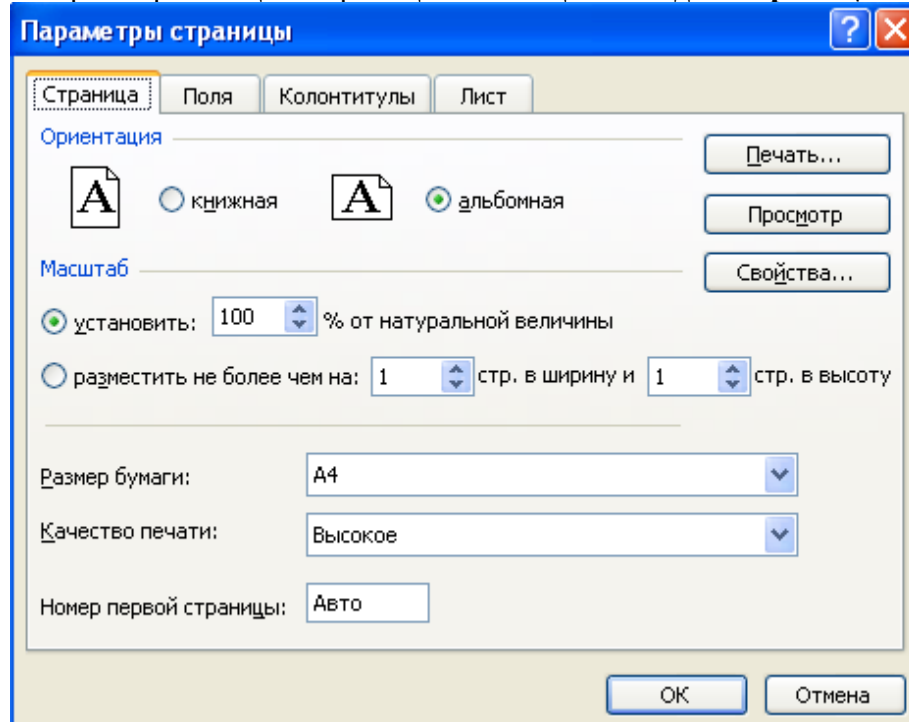 Параметры страницы
Страница Поля Колонтитулы Лист
Ориентация
Печать...
A книжная A альбомная
Просмотр
Масштаб
Свойства...
установить: 100 % от натуральной величины
разместить не более чем на: 1 стр. в ширину и 1 стр. в высоту
Размер бумаги: A4
Качество печати: Высокое
Номер первой страницы: Авто
ОК Отмена